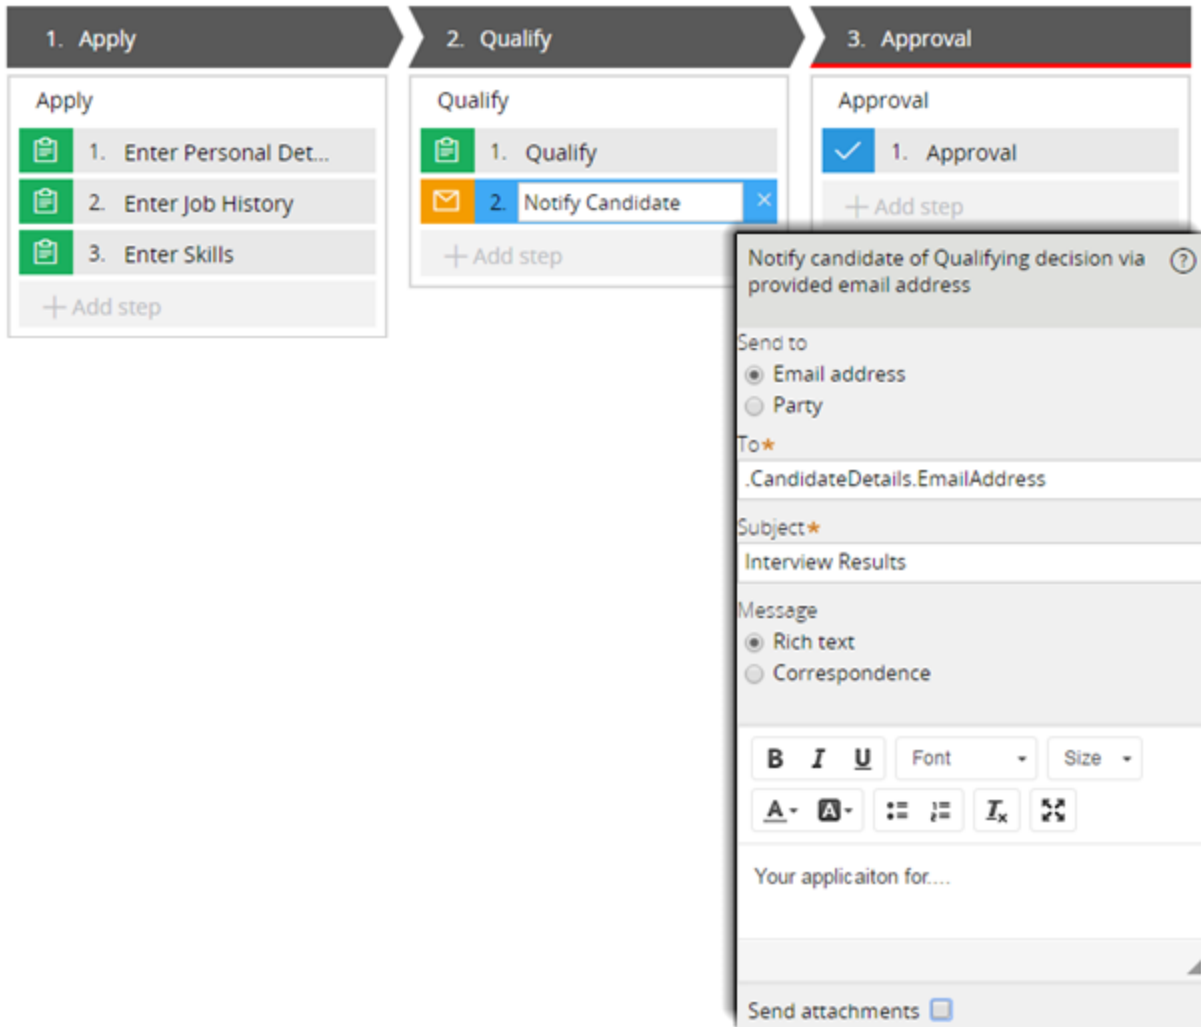 1. Apply
2. Qualify
3. Approval
Apply
1. Enter Personal Det...
2. Enter Job History
3. Enter Skills
+ Add step
Qualify
1. Qualify
2. Notify Candidate ×
+ Add step
Approval
1. Approval
+ Add step
Notify candidate of Qualifying decision via ?
provided email address
Send to
Email address
Party
To*
.CandidateDetails.EmailAddress
Subject*
Interview Results
Message
Rich text
Correspondence
B I U Font Size
A A Ix
Your applicaiton for....
Send attachments